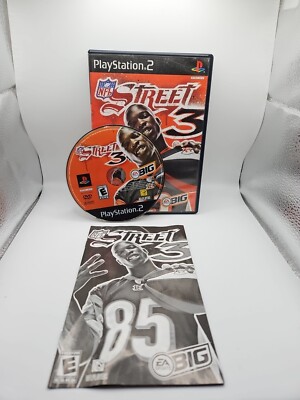 PlayStation.2
NFL
STREET
3
EA SPORTS
BIG
STREET
3
E
EA SPORTS
BIG
PlayStation.2
STREET
3
85
E
EA SPORTS
BIG